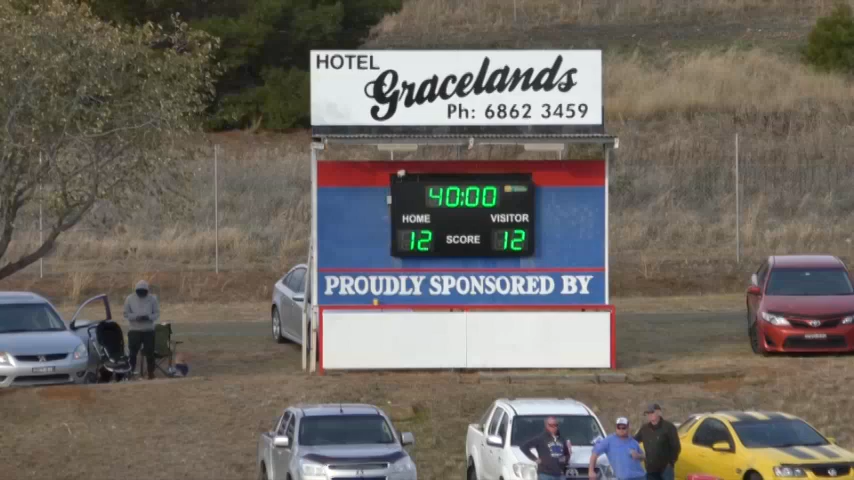 HOTEL
Gracelands
Ph: 6862 3459
40:00
HOME VISITOR
12 SCORE 12
PROUDLY SPONSORED BY